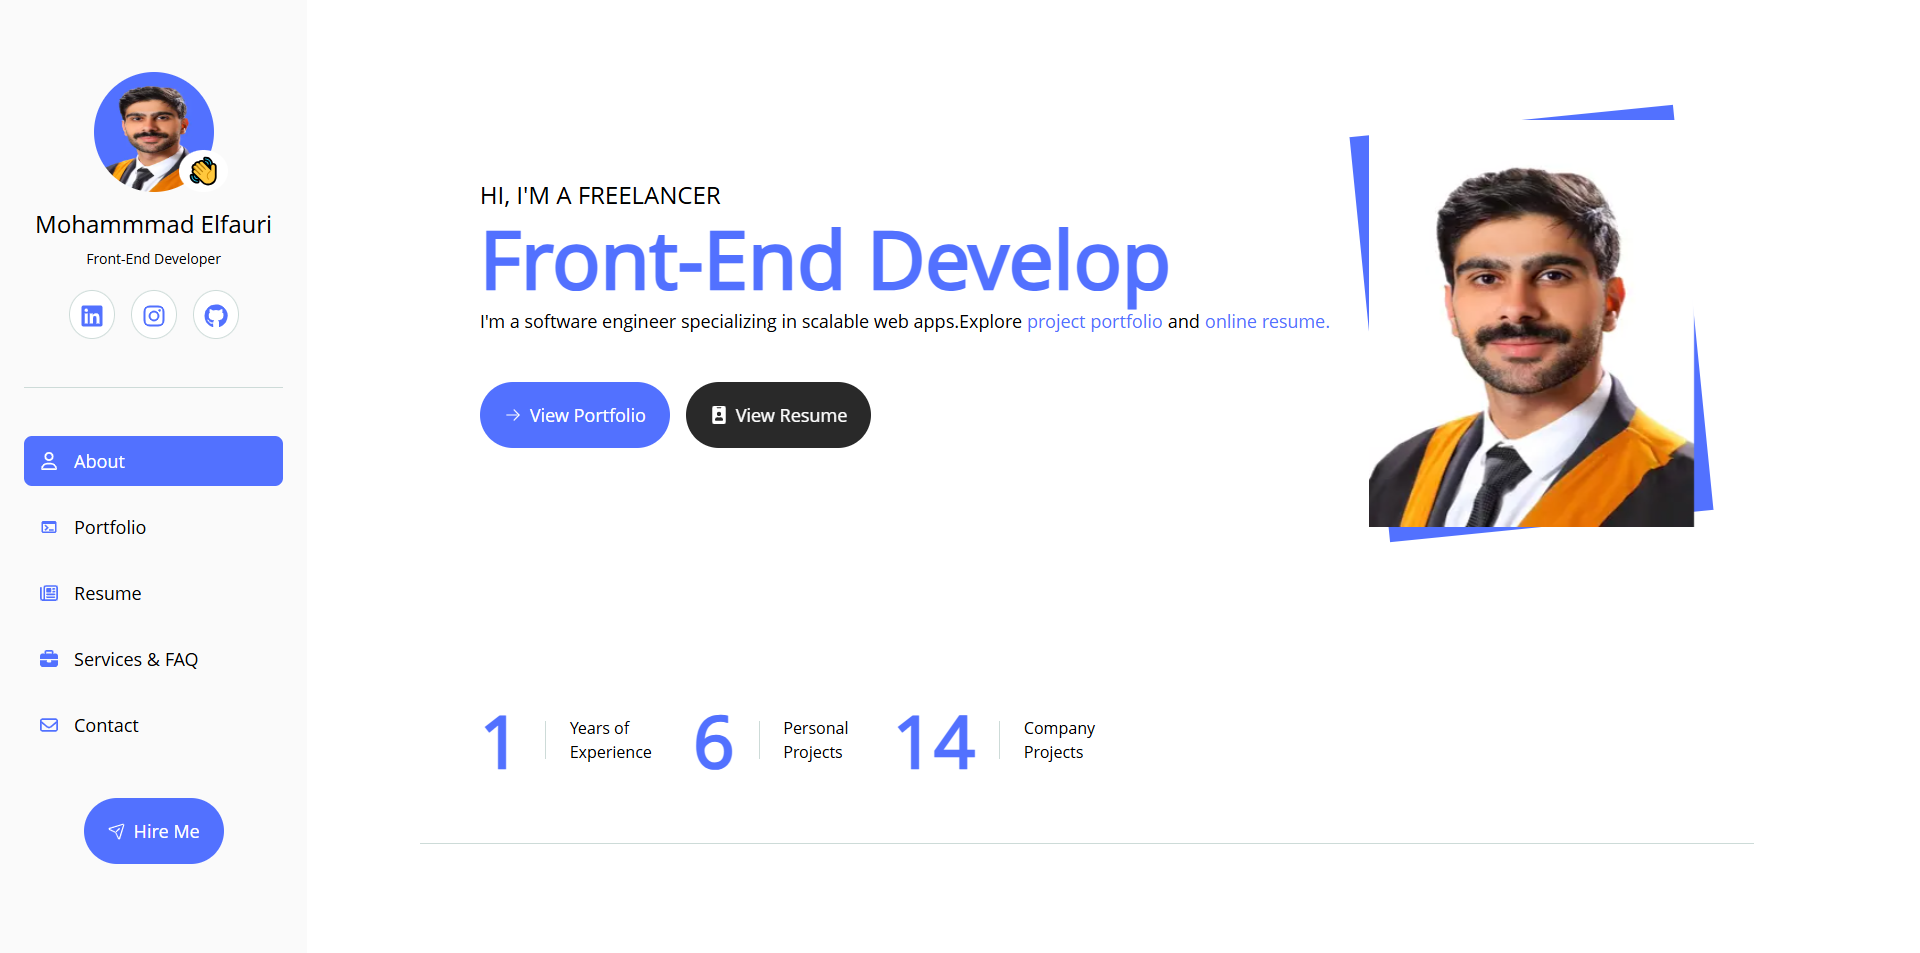 Mohammmad Elfauri
Front-End Developer
About
Portfolio
Resume
Services & FAQ
Contact
Hire Me
HI, I'M A FREELANCER
Front-End Develop
I'm a software engineer specializing in scalable web apps.Explore project portfolio and online resume.
View Portfolio
View Resume
1
Years of
Experience
6
Personal
Projects
14
Company
Projects